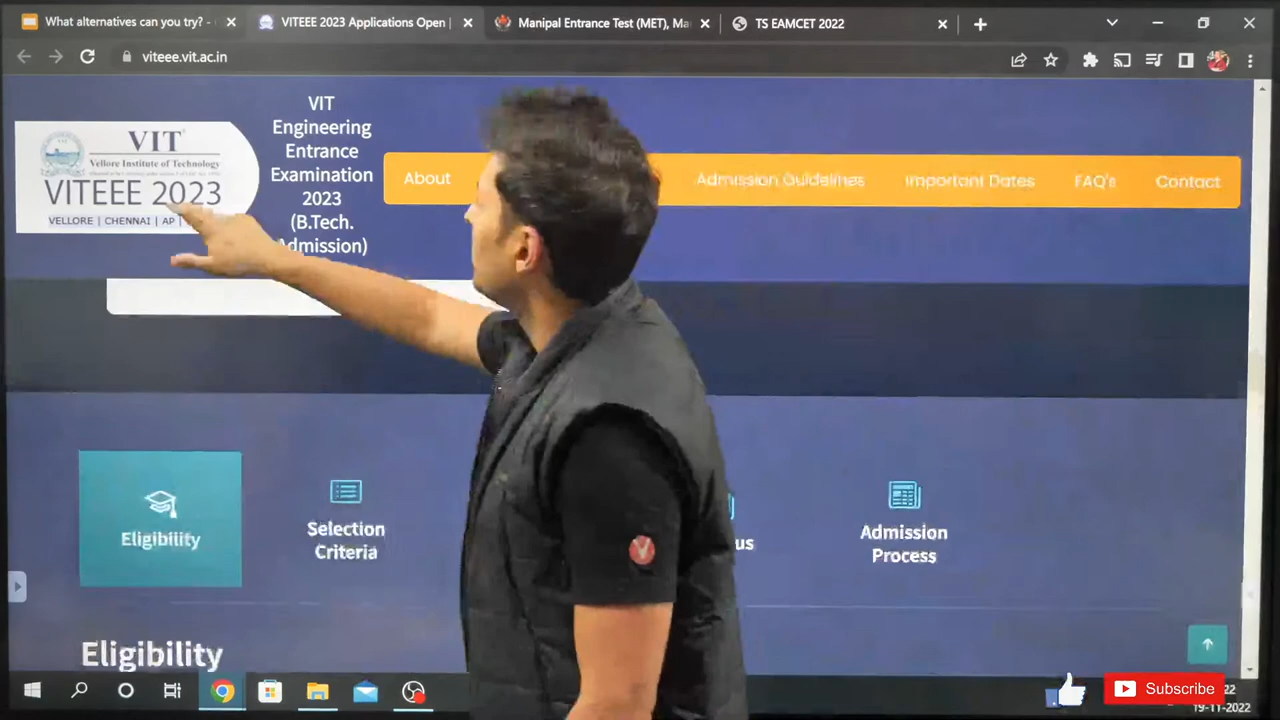 What alternatives can you try? -
VITEEE 2023 Applications Open |
Manipal Entrance Test (MET), Ma
TS EAMCET 2022
viteee.vit.ac.in
VIT
Vellore Institute of Technology
VITEEE 2023
VELLORE | CHENNAI | AP |
VIT
Engineering
Entrance
Examination
2023
(B.Tech.
Admission)
About
Admission Guidelines
Important Dates
FAQ's
Contact
Eligibility
Selection
Criteria
us
Admission
Process
Eligibility
V
Subscribe
22
19-11-2022